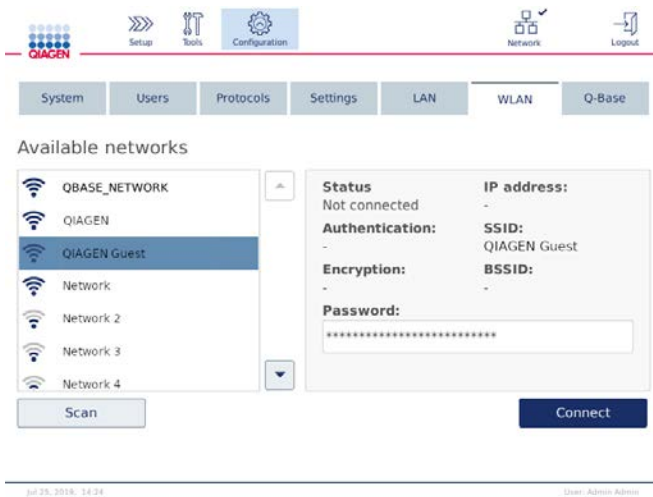 QIAGEN
Setup
Tools
Configuration
Network
Logout
System Users Protocols Settings LAN WLAN Q-Base
Available networks
QBASE_NETWORK
QIAGEN
QIAGEN Guest
Network
Network 2
Network 3
Network 4
Scan
Status
Not connected
IP address:
-
Authentication:
-
SSID:
QIAGEN Guest
Encryption:
-
BSSID:
-
Password:
**************************
Connect
Jul 25, 2018, 14:24
User: Admin Admin